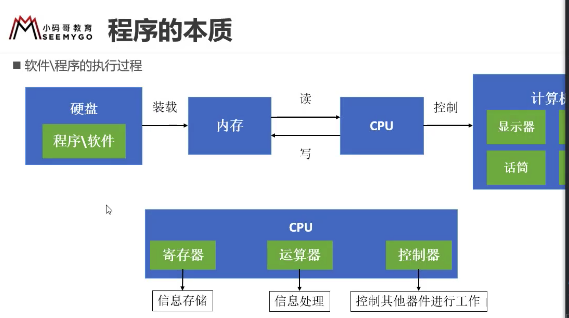 小码哥教育
SEEMYGO
程序的本质
软件\程序的执行过程
硬盘
程序\软件
装载
内存
读
写
CPU
控制
计算机
显示器
话筒
CPU
寄存器
运算器
控制器
信息存储
信息处理
控制其他器件进行工作